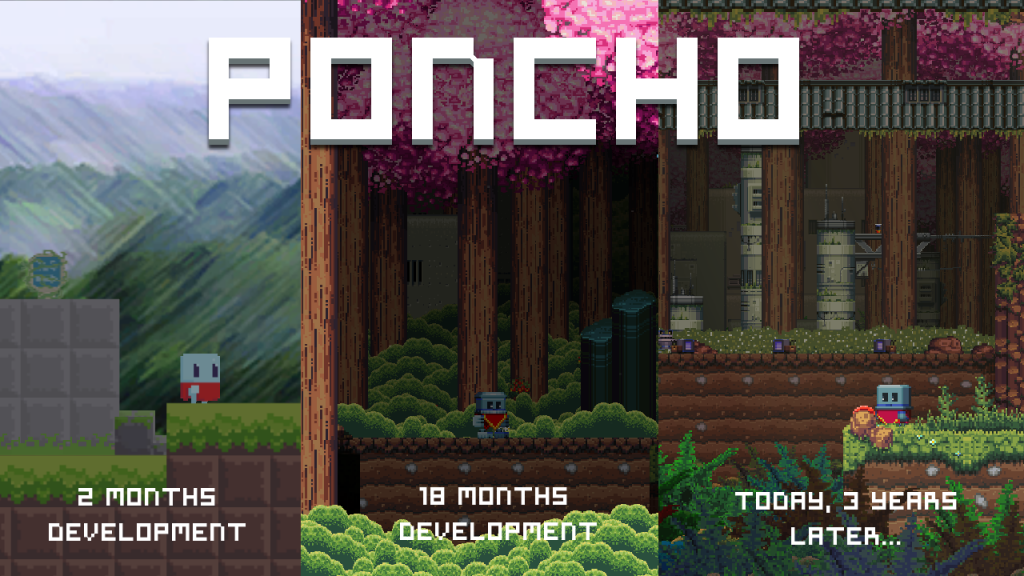 PONCHO
2 MONTHS
DEVELOPMENT
18 MONTHS
DEVELOPMENT
TODAY, 3 YEARS
LATER...